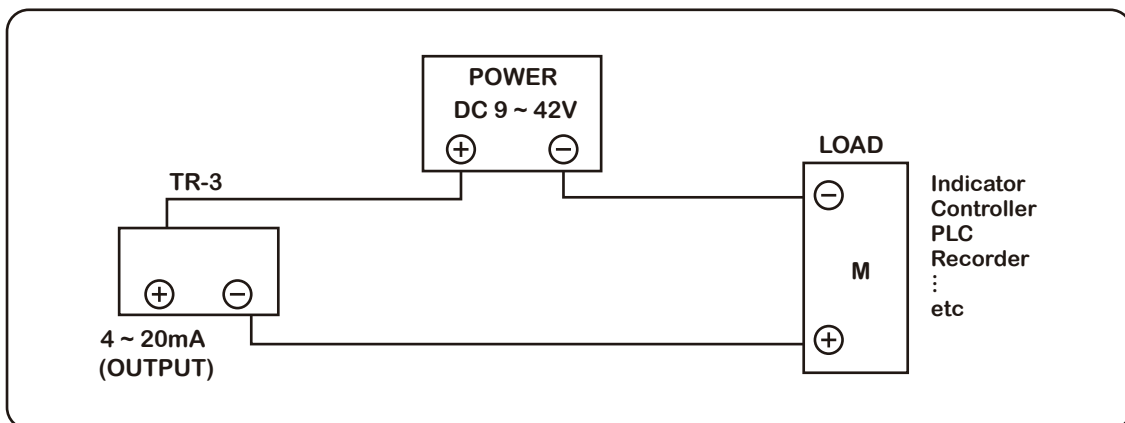 POWER
DC 9 ~ 42V
⊕ ⊖
TR-3
⊕ ⊖
4 ~ 20mA
(OUTPUT)
LOAD
⊖
M
⊕
Indicator
Controller
PLC
Recorder
⋮
etc